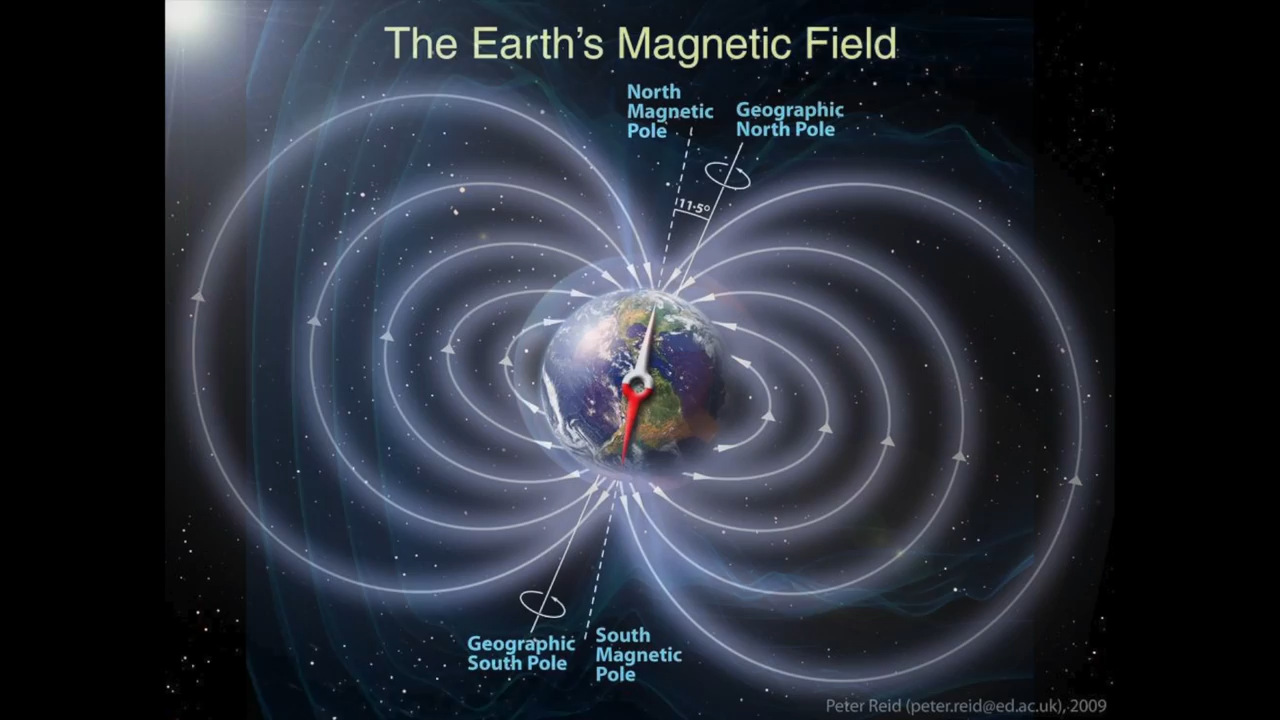 The Earth's Magnetic Field
North
Magnetic
Pole
Geographic
North Pole
11·5º
Geographic
South Pole
South
Magnetic
Pole
Peter Reid (peter.reid@ed.ac.uk), 2009